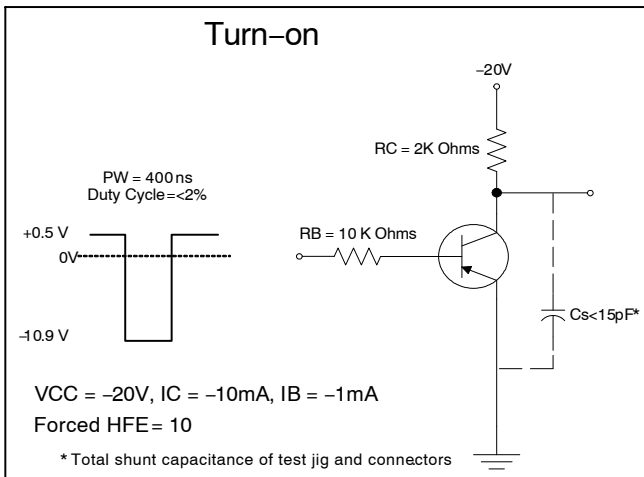 Turn−on
−20V
RC = 2K Ohms
PW = 400 ns
Duty Cycle=<2%
+0.5 V
0V
−10.9 V
RB = 10 K Ohms
Cs<15pF*
VCC = −20V, IC = −10mA, IB = −1mA
Forced HFE = 10
* Total shunt capacitance of test jig and connectors